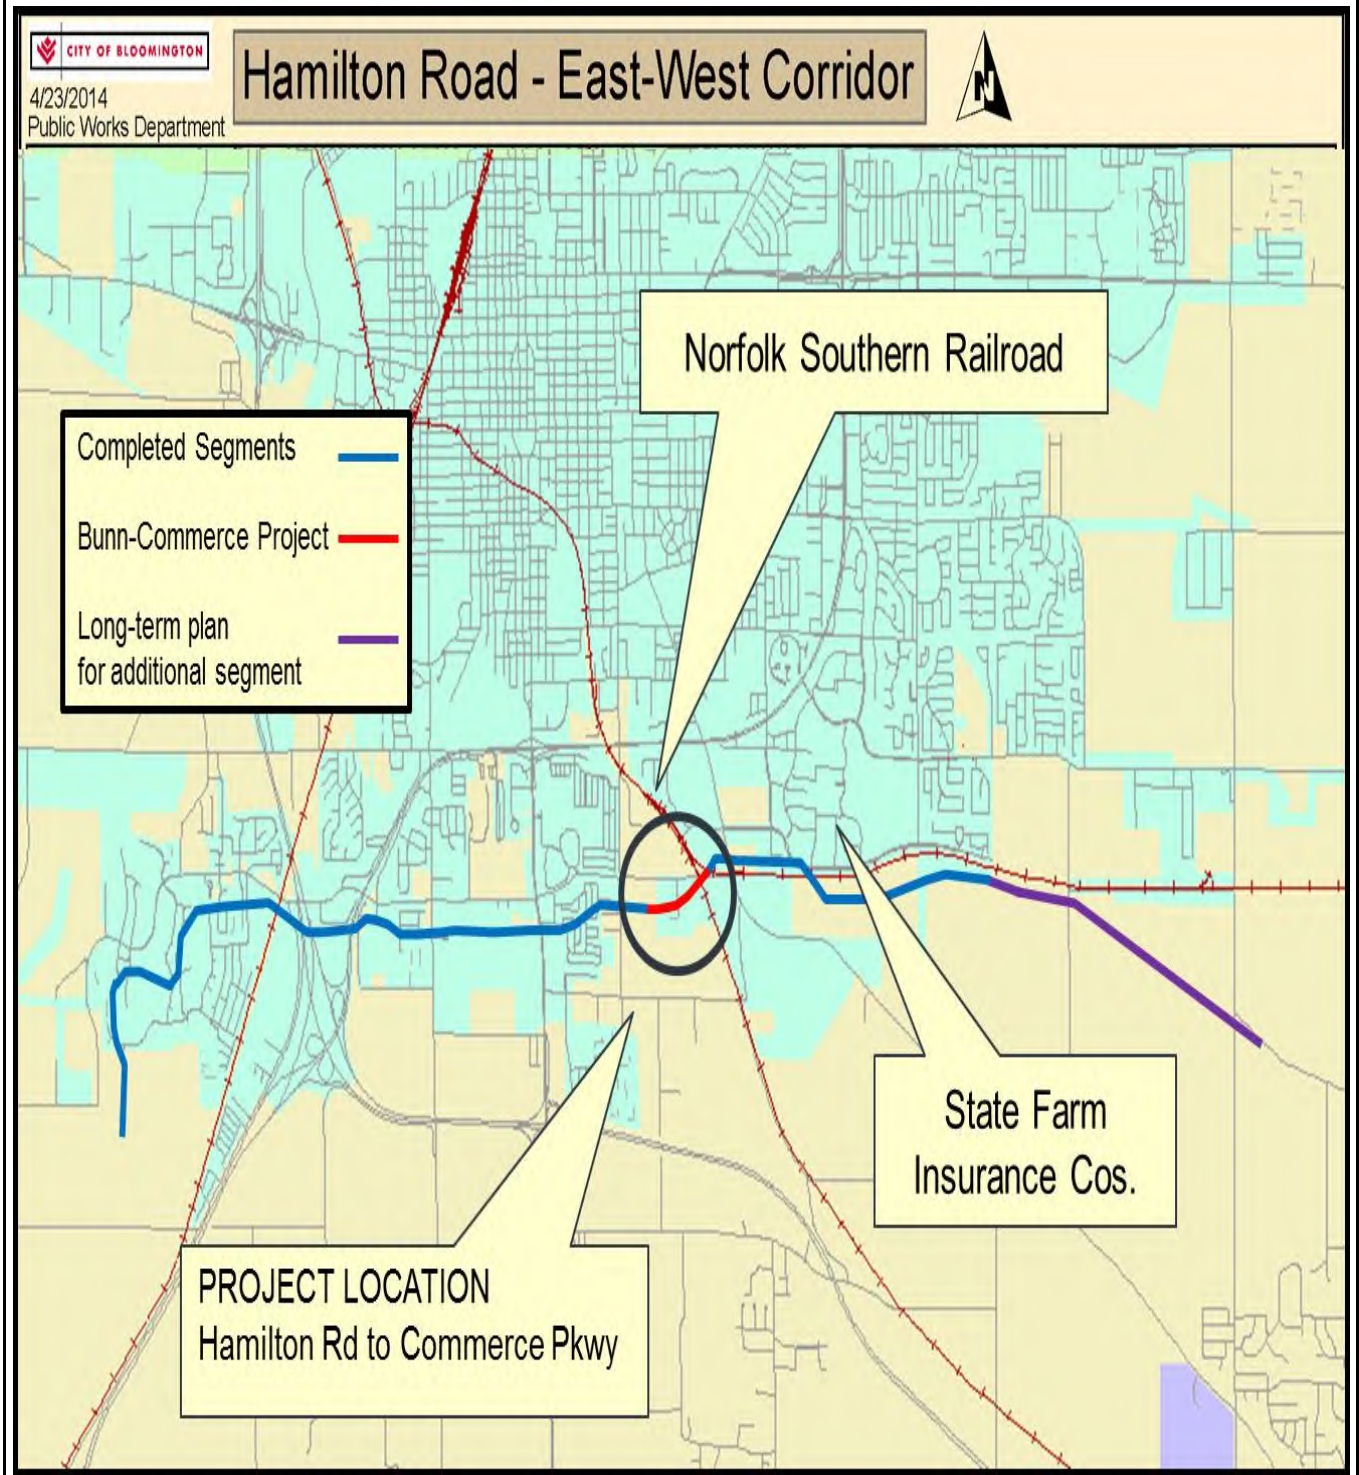 CITY OF BLOOMINGTON
4/23/2014
Public Works Department
Hamilton Road - East-West Corridor
N
Norfolk Southern Railroad
Completed Segments
Bunn-Commerce Project
Long-term plan
for additional segment
State Farm
Insurance Cos.
PROJECT LOCATION
Hamilton Rd to Commerce Pkwy